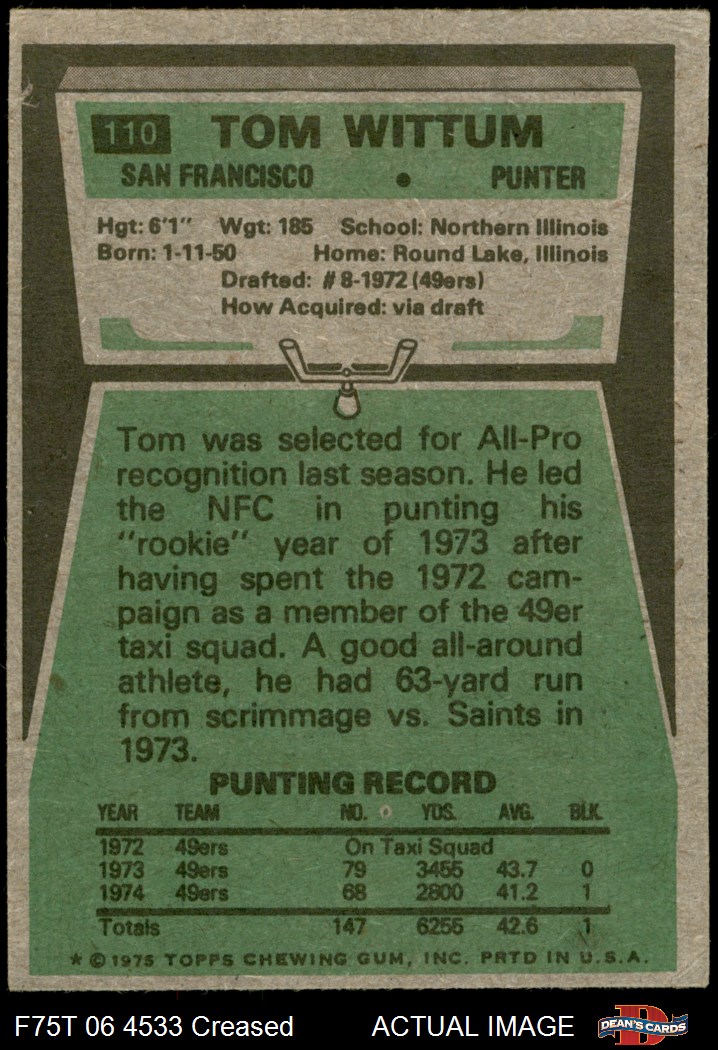 110 TOM WITTUM
SAN FRANCISCO • PUNTER
Hgt: 6'1" Wgt: 185 School: Northern Illinois
Born: 1-11-50 Home: Round Lake, Illinois
Drafted: #8-1972 (49ers)
How Acquired: via draft
Tom was selected for All-Pro
recognition last season. He led
the NFC in punting his
"rookie" year of 1973 after
having spent the 1972 cam-
paign as a member of the 49er
taxi squad. A good all-around
athlete, he had 63-yard run
from scrimmage vs. Saints in
1973.
PUNTING RECORD
YEAR TEAM NO. YDS. AVG. BLK.
1972 49ers On Taxi Squad
1973 49ers 79 3455 43.7 0
1974 49ers 68 2800 41.2 1
Totals 147 6255 42.6 1
* © 1975 TOPPS CHEWING GUM, INC. PRTD IN U.S.A.
F75T 06 4533 Creased ACTUAL IMAGE DEAN'S CARDS